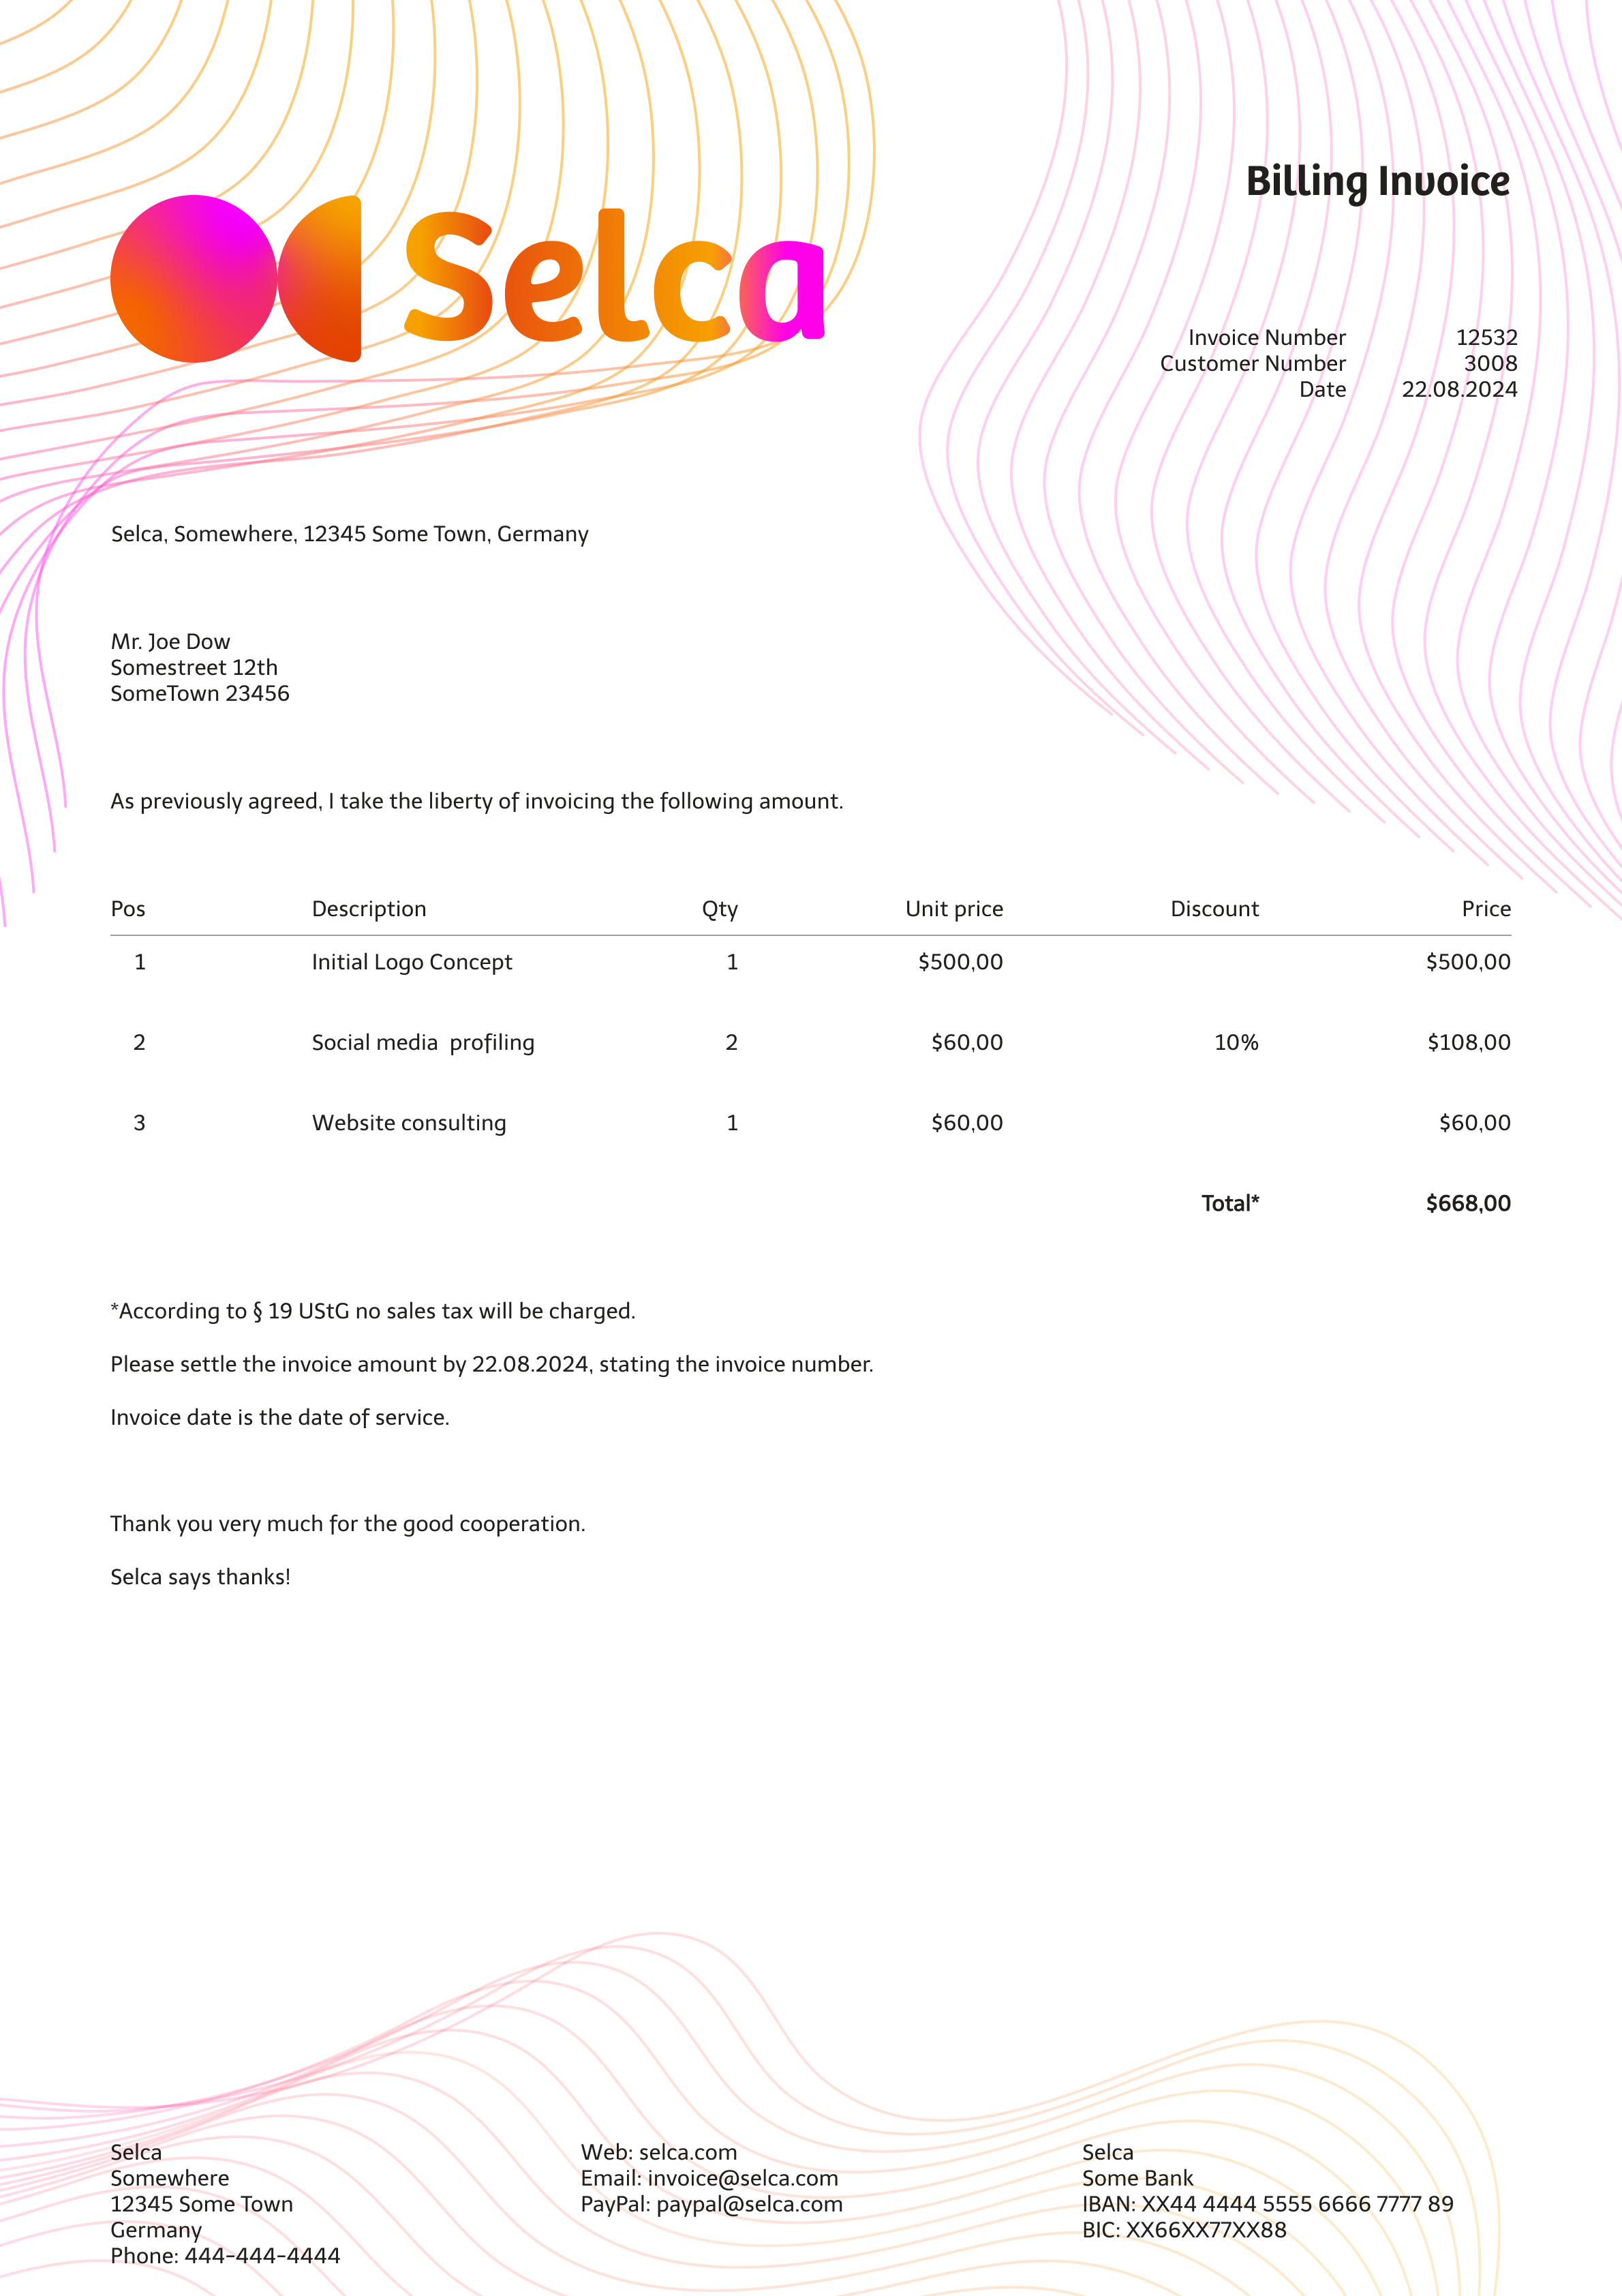 Selca
Billing Invoice
Invoice Number 12532
Customer Number 3008
Date 22.08.2024
Selca, Somewhere, 12345 Some Town, Germany
Mr. Joe Dow
Somestreet 12th
SomeTown 23456
As previously agreed, I take the liberty of invoicing the following amount.
Pos Description Qty Unit price Discount Price
1 Initial Logo Concept 1 $500,00 $500,00
2 Social media  profiling 2 $60,00 10% $108,00
3 Website consulting 1 $60,00 $60,00
Total* $668,00
*According to § 19 UStG no sales tax will be charged.
Please settle the invoice amount by 22.08.2024, stating the invoice number.
Invoice date is the date of service.
Thank you very much for the good cooperation.
Selca says thanks!
Selca
Somewhere
12345 Some Town
Germany
Phone: 444-444-4444
Web: selca.com
Email: invoice@selca.com
PayPal: paypal@selca.com
Selca
Some Bank
IBAN: XX44 4444 5555 6666 7777 89
BIC: XX66XX77XX88